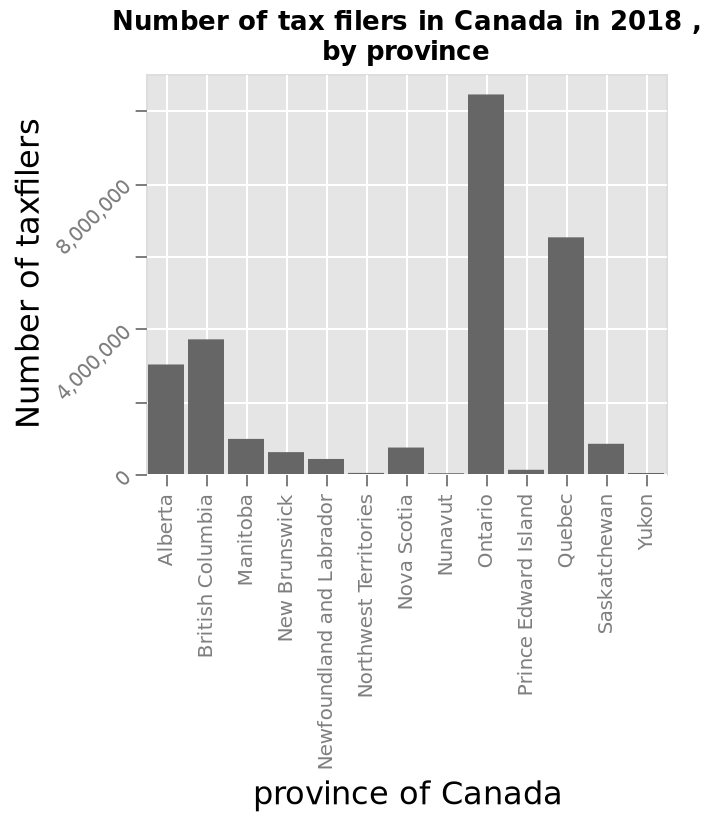 Number of tax filers in Canada in 2018 ,
by province
Number of taxfilers
8,000,000
4,000,000
0
Alberta
British Columbia
Manitoba
New Brunswick
Newfoundland and Labrador
Northwest Territories
Nova Scotia
Nunavut
Ontario
Prince Edward Island
Quebec
Saskatchewan
Yukon
province of Canada